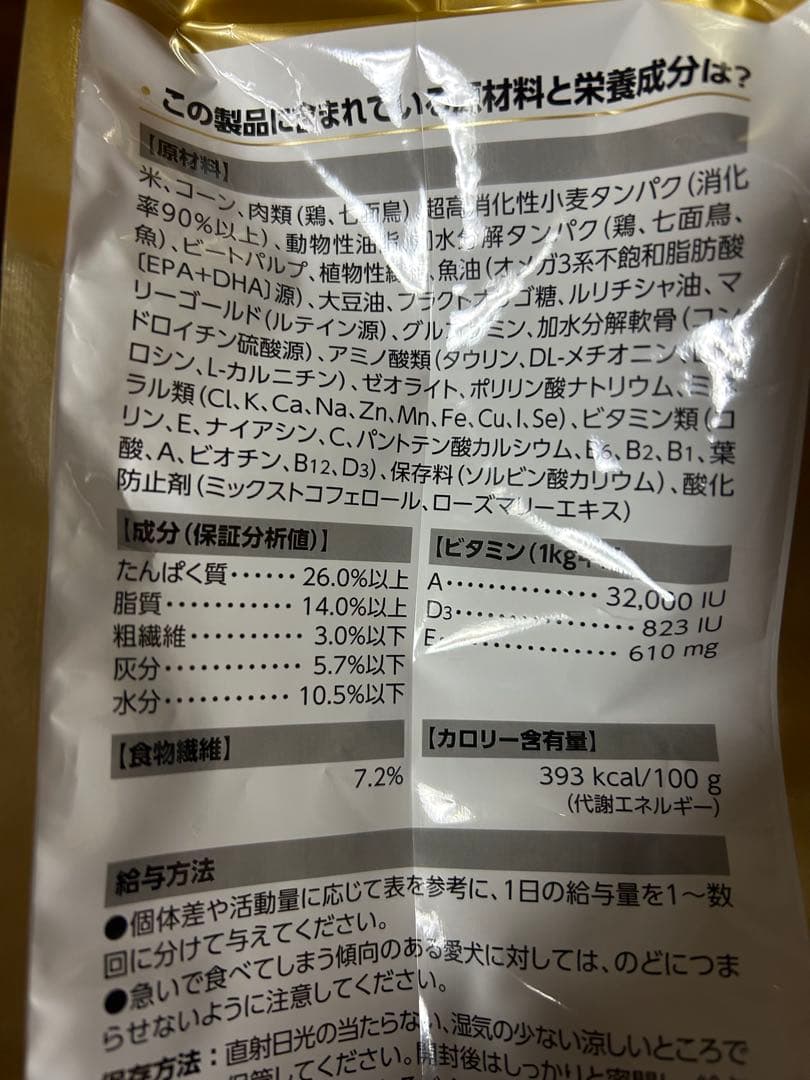 この製品に含まれている原材料と栄養成分は?
【原材料】
米、コーン、肉類(鶏、七面鳥)、超高消化性小麦タンパク(消化
率90%以上)、動物性油脂、加水分解タンパク(鶏、七面鳥、
魚)、ビートパルプ、植物性繊維、魚油(オメガ3系不飽和脂肪酸
〔EPA+DHA〕源)、大豆油、フラクトオリゴ糖、ルリチシャ油、マ
リーゴールド(ルテイン源)、グルコサミン、加水分解軟骨(コン
ドロイチン硫酸源)、アミノ酸類(タウリン、DL-メチオニン、
ロシン、L-カルニチン)、ゼオライト、ポリリン酸ナトリウム、ミネ
ラル類(Cl、K、Ca、Na、Zn、Mn、Fe、Cu、I、Se)、ビタミン類(コ
リン、E、ナイアシン、C、パントテン酸カルシウム、B6、B2、B1、葉
酸、A、ビオチン、B12、D3)、保存料(ソルビン酸カリウム)、酸化
防止剤(ミックストコフェロール、ローズマリーエキス)
【成分(保証分析値)】
たんぱく質‥‥‥ 26.0%以上
脂質‥‥‥‥‥‥ 14.0%以上
粗繊維‥‥‥‥‥ 3.0%以下
灰分‥‥‥‥‥‥ 5.7%以下
水分‥‥‥‥‥‥ 10.5%以下
【食物繊維】
7.2%
【ビタミン(1kg
A‥‥‥‥‥‥‥ 32,000 IU
D3‥‥‥‥‥‥‥ 823 IU
E‥‥‥‥‥‥‥ 610 mg
【カロリー含有量】
393 kcal/100 g
(代謝エネルギー)
給与方法
●個体差や活動量に応じて表を参考に、1日の給与量を1〜数
回に分けて与えてください。
●急いで食べてしまう傾向のある愛犬に対しては、のどにつま
らせないように注意してください。
保存方法:直射日光の当たらない、湿気の少ない涼しいところで
保管してください。開封後はしっかりと密閉し